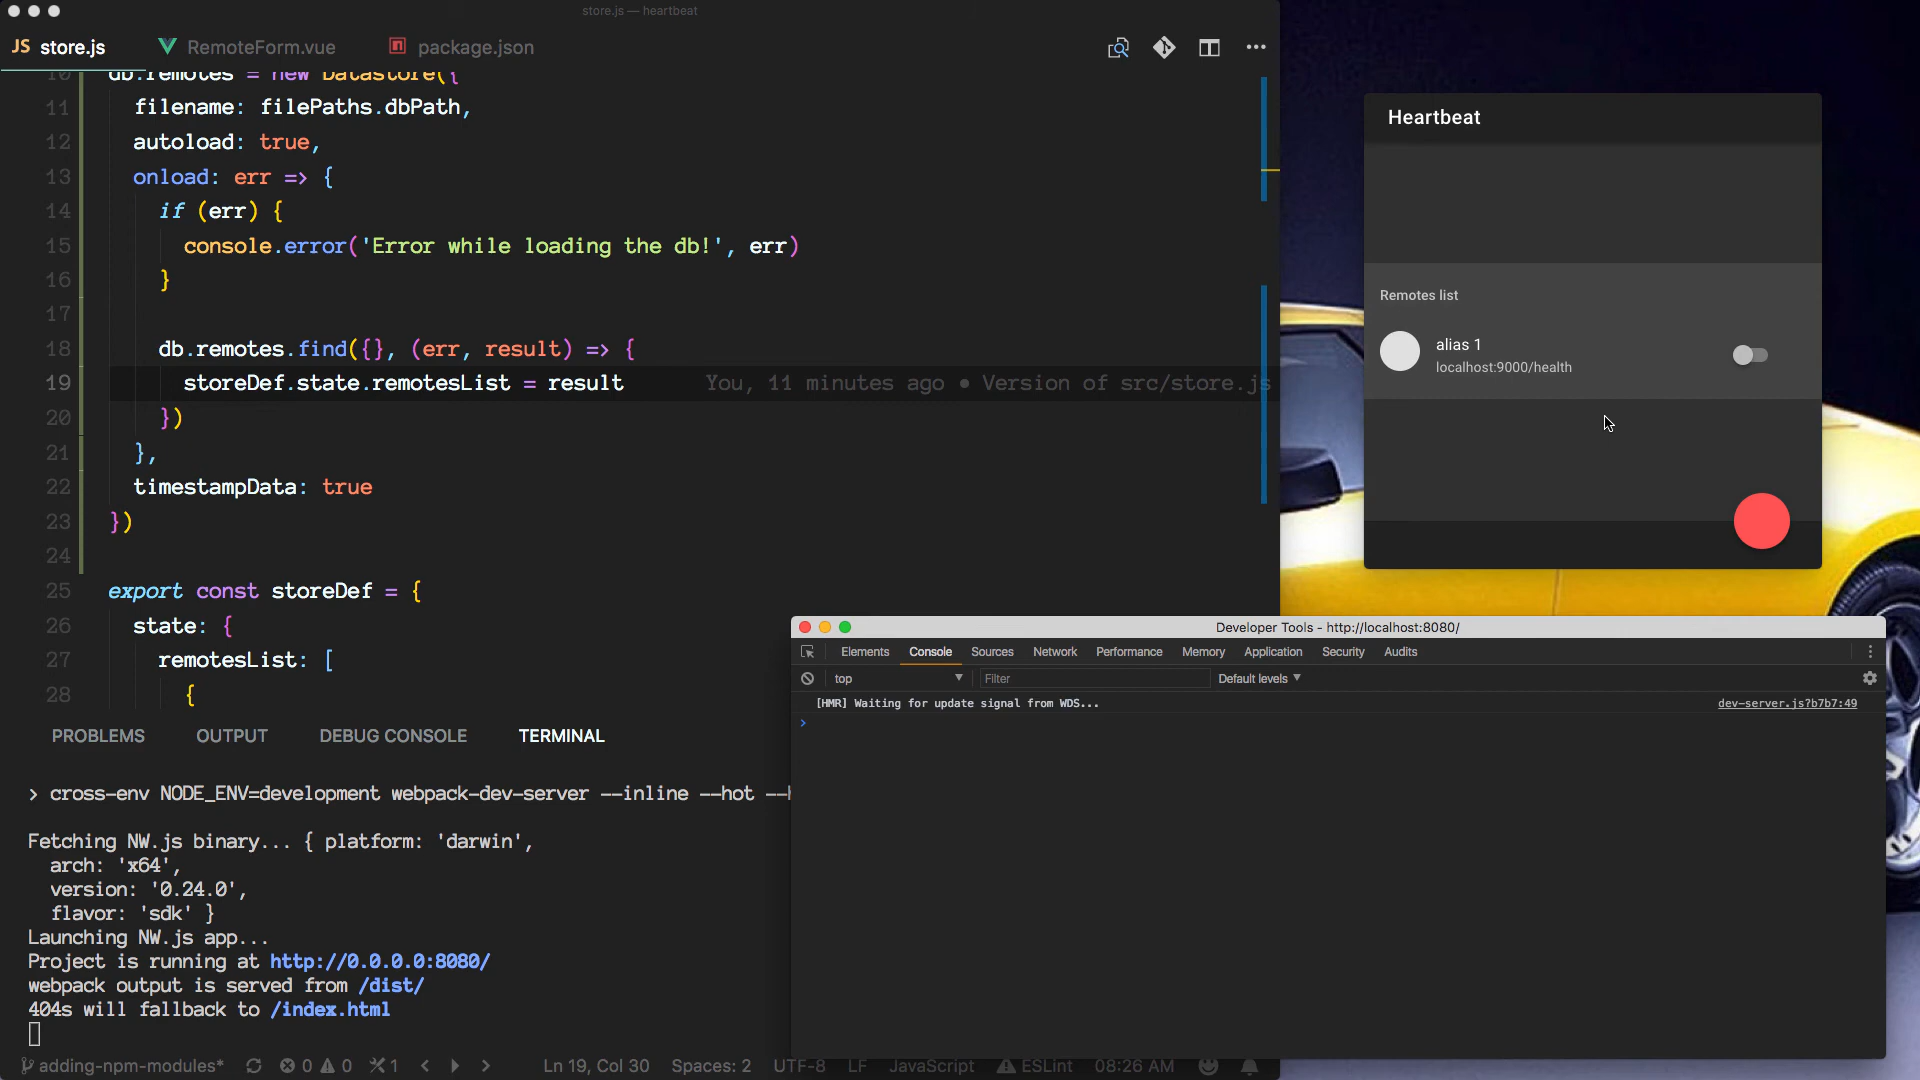 store.js — heartbeat
JS store.js
RemoteForm.vue
package.json
10 db.remotes = new Datastore({
11 filename: filePaths.dbPath,
12 autoload: true,
13 onload: err => {
14 if (err) {
15 console.error('Error while loading the db!', err)
16 }
17
18 db.remotes.find({}, (err, result) => {
19 storeDef.state.remotesList = result You, 11 minutes ago • Version of src/store.js
20 })
21 },
22 timestampData: true
23 })
24
25 export const storeDef = {
26 state: {
27 remotesList: [
28 {
PROBLEMS OUTPUT DEBUG CONSOLE TERMINAL
> cross-env NODE_ENV=development webpack-dev-server --inline --hot --h
Fetching NW.js binary... { platform: 'darwin',
arch: 'x64',
version: '0.24.0',
flavor: 'sdk' }
Launching NW.js app...
Project is running at http://0.0.0.0:8080/
webpack output is served from /dist/
404s will fallback to /index.html
adding-npm-modules* 0 0 1 Ln 19, Col 30 Spaces: 2 UTF-8 LF JavaScript ESLint 08:26 AM
Heartbeat
Remotes list
alias 1
localhost:9000/health
Developer Tools - http://localhost:8080/
Elements Console Sources Network Performance Memory Application Security Audits
top Filter Default levels
[HMR] Waiting for update signal from WDS... dev-server.js?b7b7:49
>